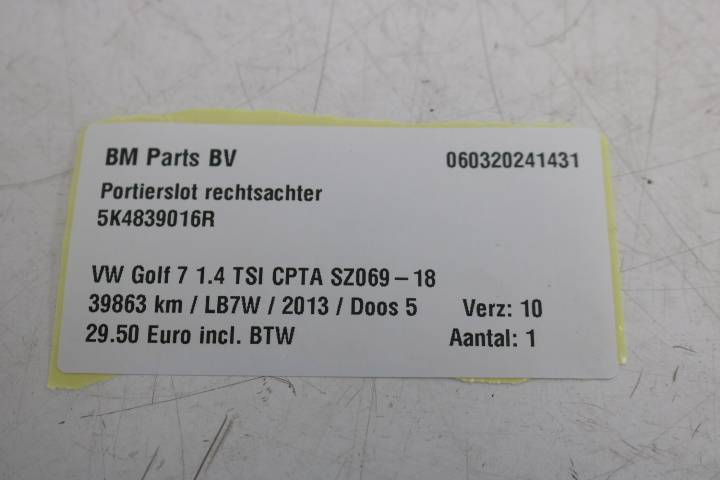 BM Parts BV 060320241431
Portierslot rechtsachter
5K4839016R
VW Golf 7 1.4 TSI CPTA SZ069-18
39863 km / LB7W / 2013 / Doos 5 Verz: 10
29.50 Euro incl. BTW Aantal: 1